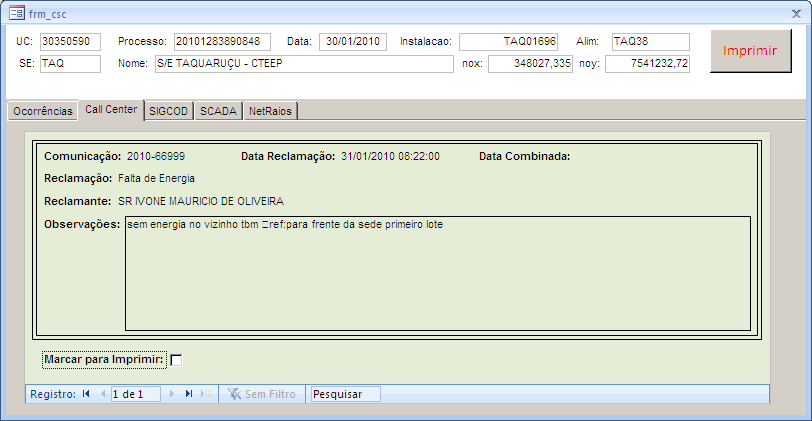 frm_csc
UC: 30350590 Processo: 20101283890848 Data: 30/01/2010 Instalacao: TAQ01696 Alim: TAQ38
Imprimir
SE: TAQ Nome: S/E TAQUARUÇU - CTEEP nox: 348027,335 noy: 7541232,72
Ocorrências Call Center SIGCOD SCADA NetRaios
Comunicação: 2010-66999 Data Reclamação: 31/01/2010 08:22:00 Data Combinada:
Reclamação: Falta de Energia
Reclamante: SR IVONE MAURICIO DE OLIVEIRA
Observações: sem energia no vizinho tbm □ref:para frente da sede primeiro lote
Marcar para Imprimir:
Registro: 1 de 1 Sem Filtro Pesquisar